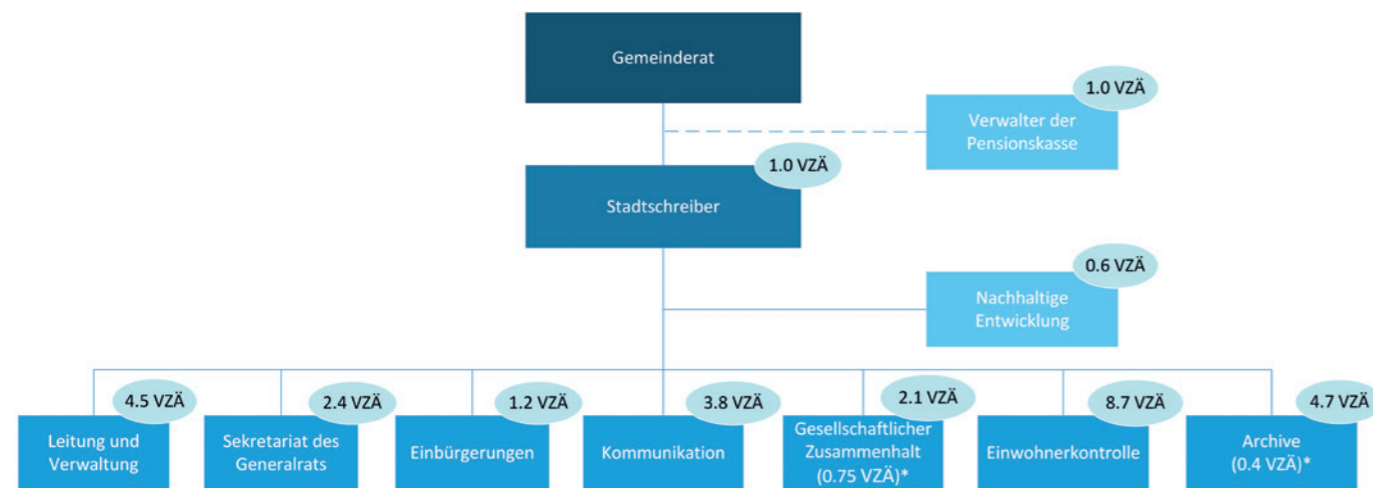 Gemeinderat
1.0 VZÄ
Verwalter der
Pensionskasse
1.0 VZÄ
Stadtschreiber
0.6 VZÄ
Nachhaltige
Entwicklung
4.5 VZÄ
Leitung und
Verwaltung
2.4 VZÄ
Sekretariat des
Generalrats
1.2 VZÄ
Einbürgerungen
3.8 VZÄ
Kommunikation
2.1 VZÄ
Gesellschaftlicher
Zusammenhalt
(0.75 VZÄ)*
8.7 VZÄ
Einwohnerkontrolle
4.7 VZÄ
Archive
(0.4 VZÄ)*